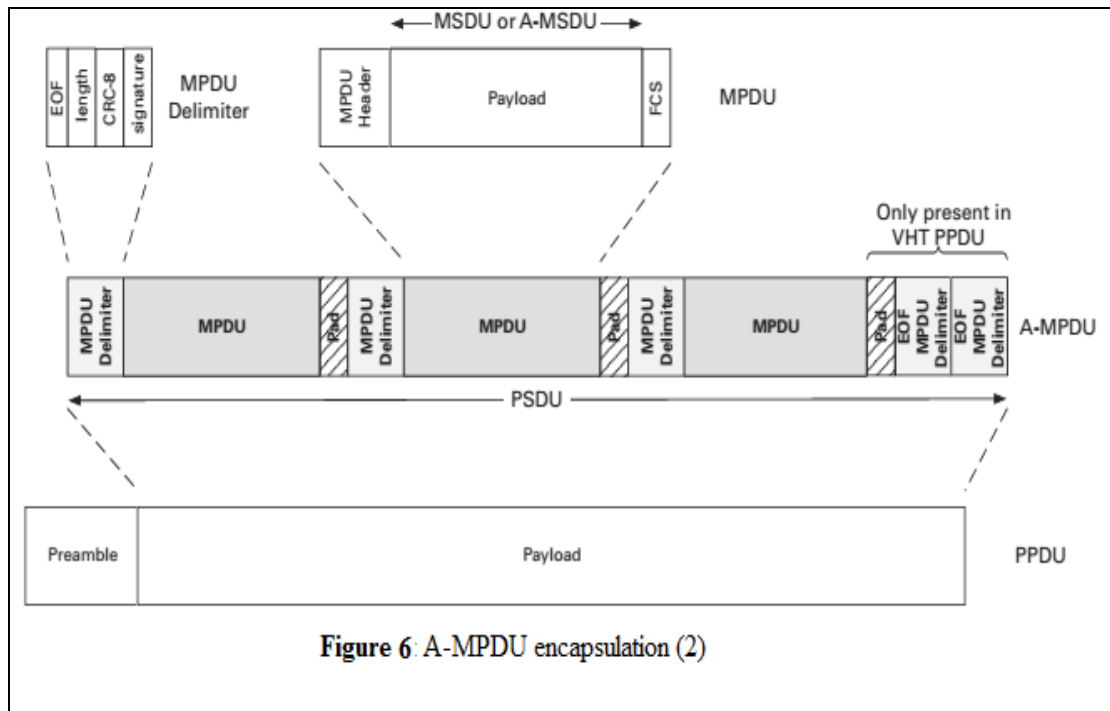 MSDU or A-MSDU
EOF
length
CRC-8
signature
MPDU
Delimiter
MPDU
Header
Payload
FCS
MPDU
Only present in
VHT PPDU
MPDU
Delimiter
MPDU
Pad
MPDU
Delimiter
MPDU
Pad
MPDU
Delimiter
MPDU
Pad
EOF
MPDU
Delimiter
EOF
MPDU
Delimiter
A-MPDU
PSDU
Preamble
Payload
PPDU
Figure 6: A-MPDU encapsulation (2)